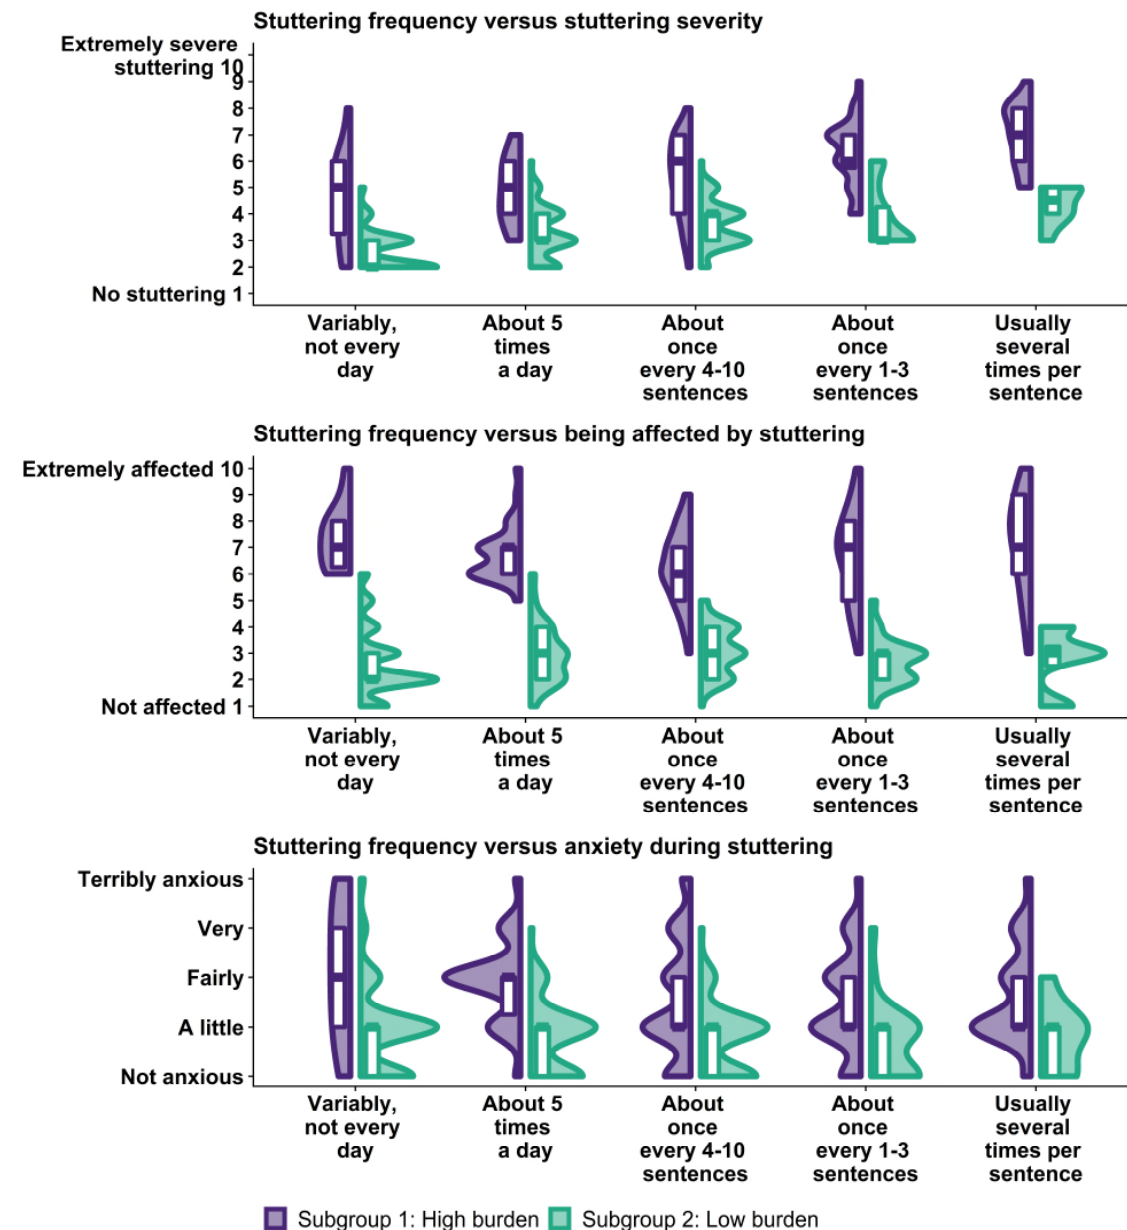 Stuttering frequency versus stuttering severity
Extremely severe
stuttering 10
9
8
7
6
5
4
3
2
No stuttering 1
Variably, not every day
About 5 times a day
About once every 4-10 sentences
About once every 1-3 sentences
Usually several times per sentence
Stuttering frequency versus being affected by stuttering
Extremely affected 10
9
8
7
6
5
4
3
2
Not affected 1
Variably, not every day
About 5 times a day
About once every 4-10 sentences
About once every 1-3 sentences
Usually several times per sentence
Stuttering frequency versus anxiety during stuttering
Terribly anxious
Very
Fairly
A little
Not anxious
Variably, not every day
About 5 times a day
About once every 4-10 sentences
About once every 1-3 sentences
Usually several times per sentence
Subgroup 1: High burden Subgroup 2: Low burden